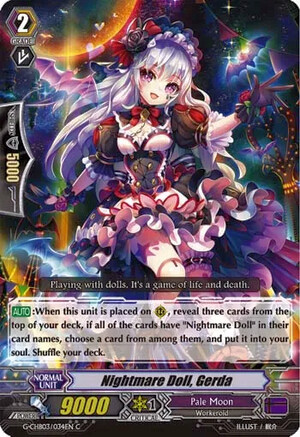 2
GRADE
SHIELD
5000
Playing with dolls. It's a game of life and death.
AUTO:When this unit is placed on , reveal three cards from the
top of your deck, if all of the cards have "Nightmare Doll" in their
card names, choose a card from among them, and put it into your
soul. Shuffle your deck.
NORMAL
UNIT
Nightmare Doll, Gerda
POWER
9000
1
CRITICAL
Pale Moon
Workeroid
G-CHB03/034EN C
ILLUST /